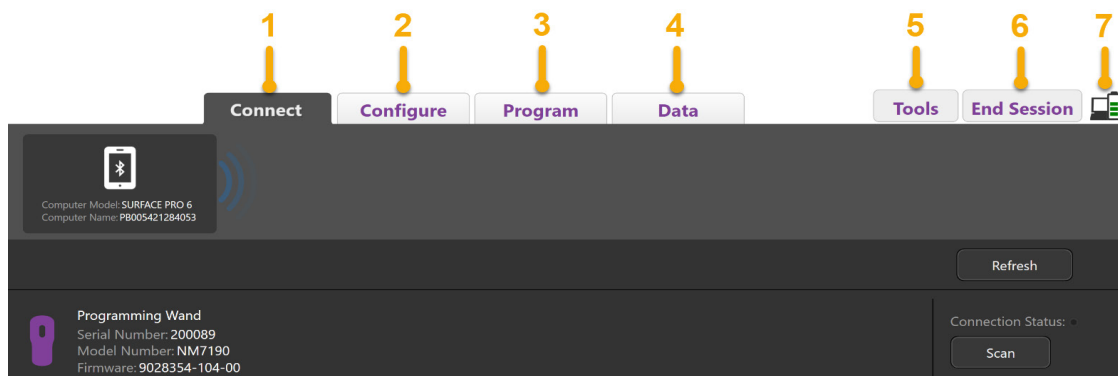 1 2 3 4 5 6 7
Connect Configure Program Data Tools End Session
Computer Model: SURFACE PRO 6
Computer Name: PB005421284053
Refresh
Programming Wand
Serial Number: 200089
Model Number: NM7190
Firmware: 9028354-104-00
Connection Status:
Scan